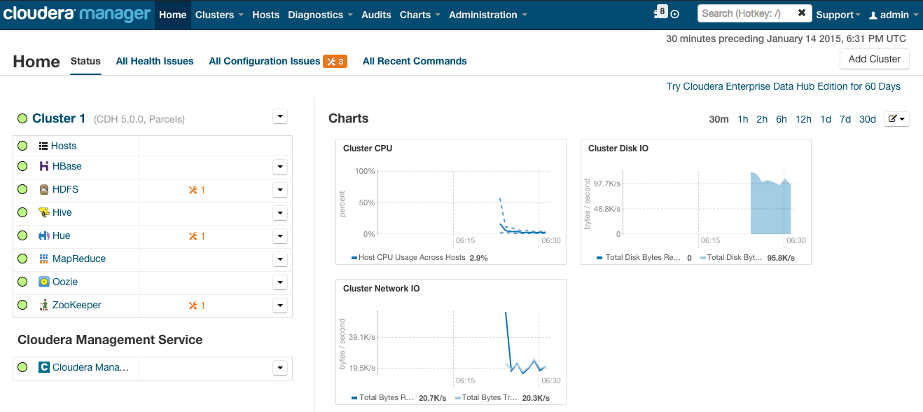 cloudera manager Home Clusters Hosts Diagnostics Audits Charts Administration 8 Search (Hotkey: /) Support admin
30 minutes preceding January 14 2015, 6:31 PM UTC
Home Status All Health Issues All Configuration Issues 3 All Recent Commands Add Cluster
Try Cloudera Enterprise Data Hub Edition for 60 Days
Cluster 1 (CDH 5.0.0, Parcels)
Hosts
HBase
HDFS 1
Hive
Hue 1
MapReduce
Oozie
ZooKeeper 1
Cloudera Management Service
Cloudera Mana...
Charts 30m 1h 2h 6h 12h 1d 7d 30d
Cluster CPU
percent
100%
50%
0%
06:15 06:30
Host CPU Usage Across Hosts 2.9%
Cluster Disk IO
bytes / second
97.7K/s
48.8K/s
0
06:15 06:30
Total Disk Bytes Re... 0 Total Disk Byt... 95.8K/s
Cluster Network IO
bytes / second
39.1K/s
19.5K/s
06:15 06:30
Total Bytes R... 20.7K/s Total Bytes Tr... 20.3K/s